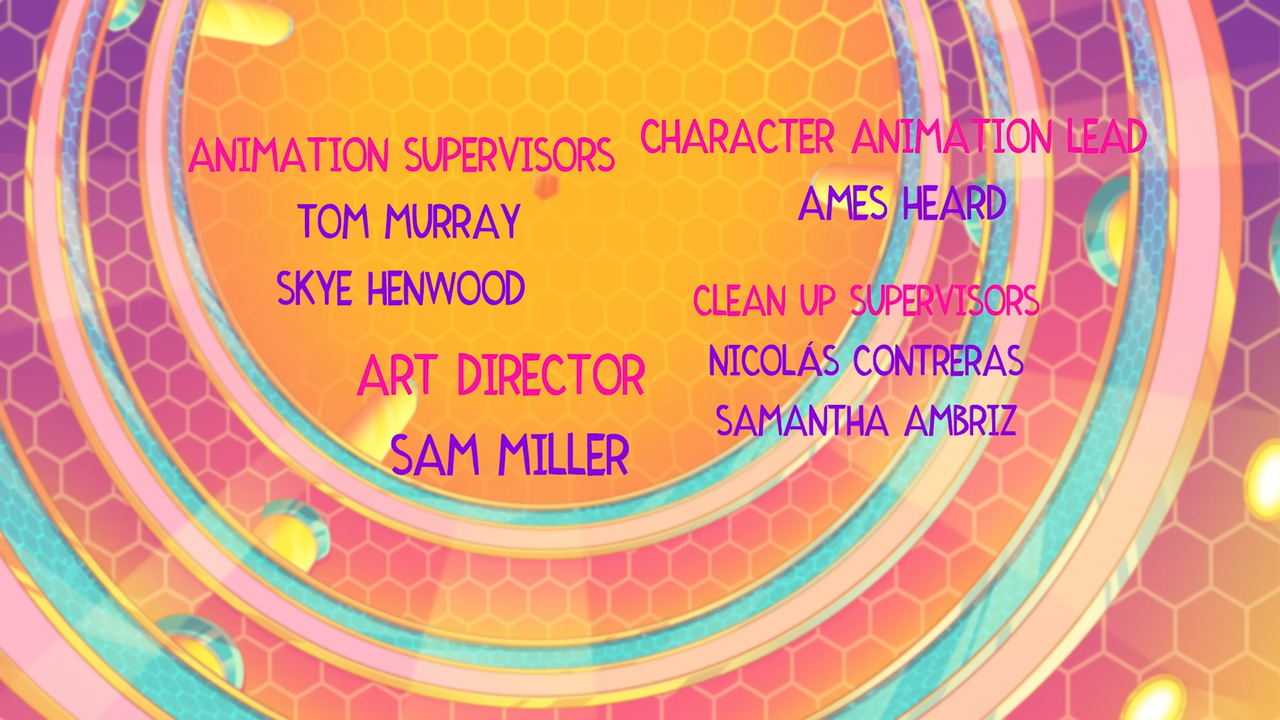 ANIMATION SUPERVISORS
TOM MURRAY
SKYE HENWOOD
ART DIRECTOR
SAM MILLER
CHARACTER ANIMATION LEAD
AMES HEARD
CLEAN UP SUPERVISORS
NICOLÁS CONTRERAS
SAMANTHA AMBRIZ